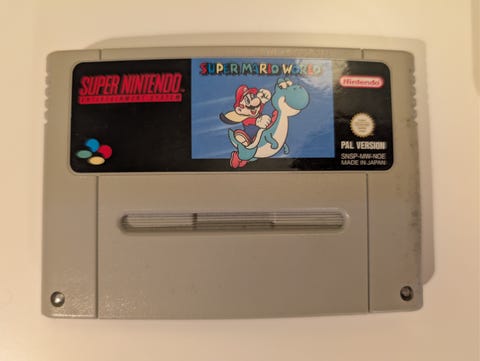 SUPER NINTENDO
ENTERTAINMENT SYSTEM
SUPER MARIO WORLD
Nintendo
PAL VERSION
SNSP-MW-NOE
MADE IN JAPAN